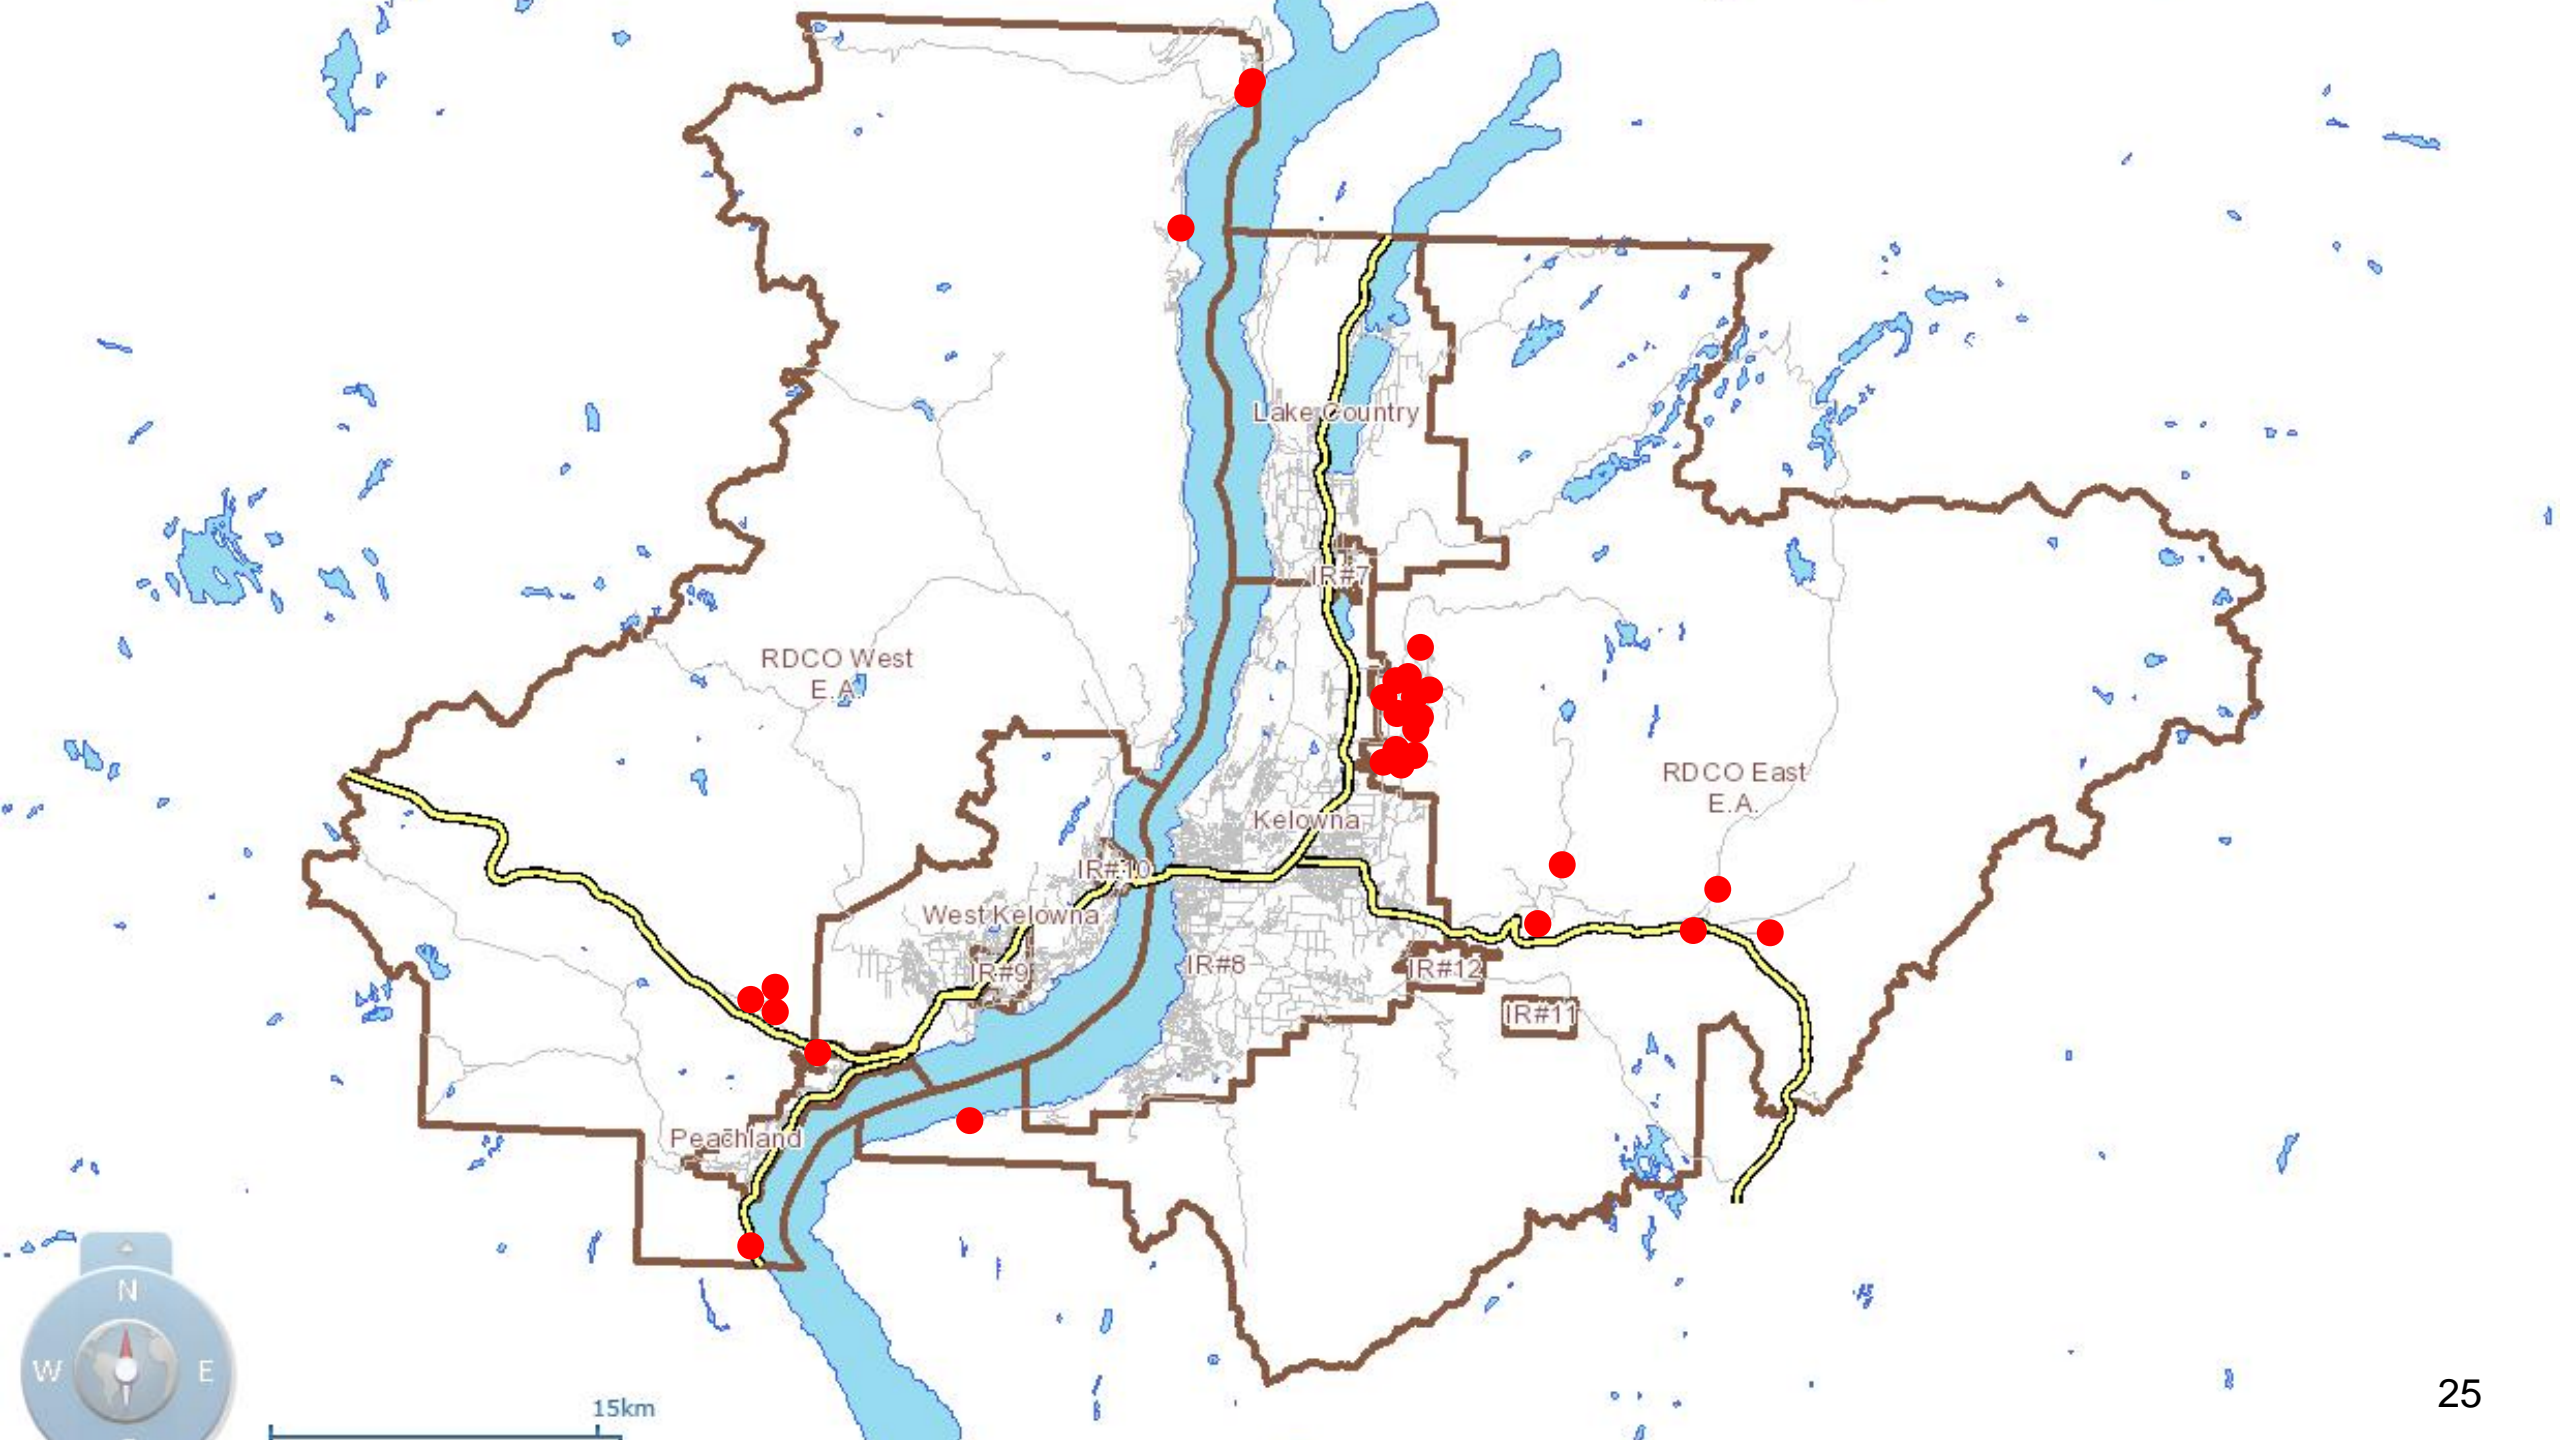 Lake Country
IR#7
RDCO West
E.A.
RDCO East
E.A.
Kelowna
IR#10
West Kelowna
IR#9
IR#8
IR#12
IR#11
Peachland
N
W
E
15km
25